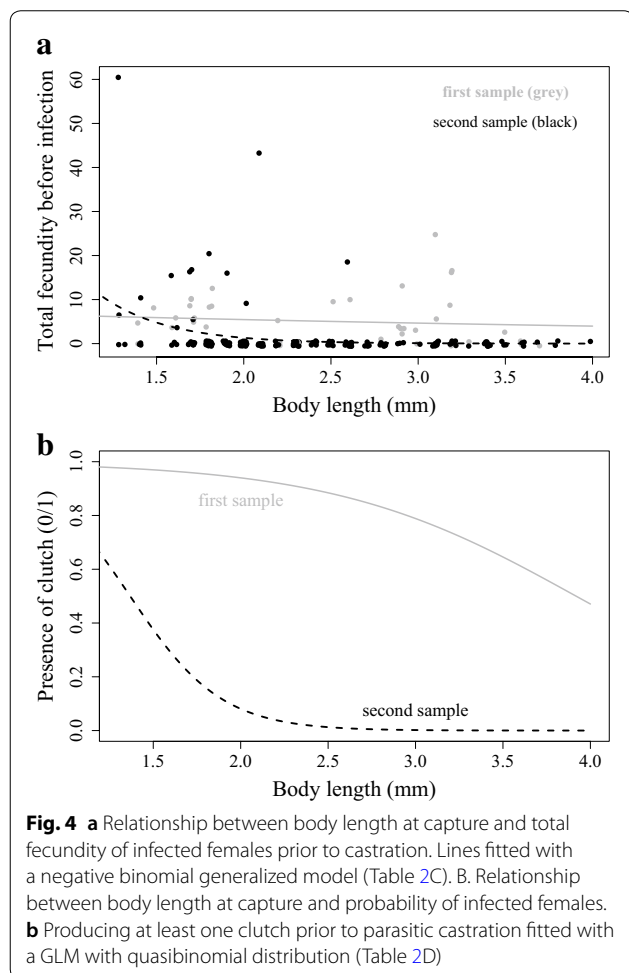 a
Total fecundity before infection
60
50
40
30
20
10
0
first sample (grey)
second sample (black)
1.5 2.0 2.5 3.0 3.5 4.0
Body length (mm)
b
Presence of clutch (0/1)
1.0
0.8
0.6
0.4
0.2
0.0
first sample
second sample
1.5 2.0 2.5 3.0 3.5 4.0
Body length (mm)
Fig. 4 a Relationship between body length at capture and total
fecundity of infected females prior to castration. Lines fitted with
a negative binomial generalized model (Table 2C). B. Relationship
between body length at capture and probability of infected females.
b Producing at least one clutch prior to parasitic castration fitted with
a GLM with quasibinomial distribution (Table 2D)